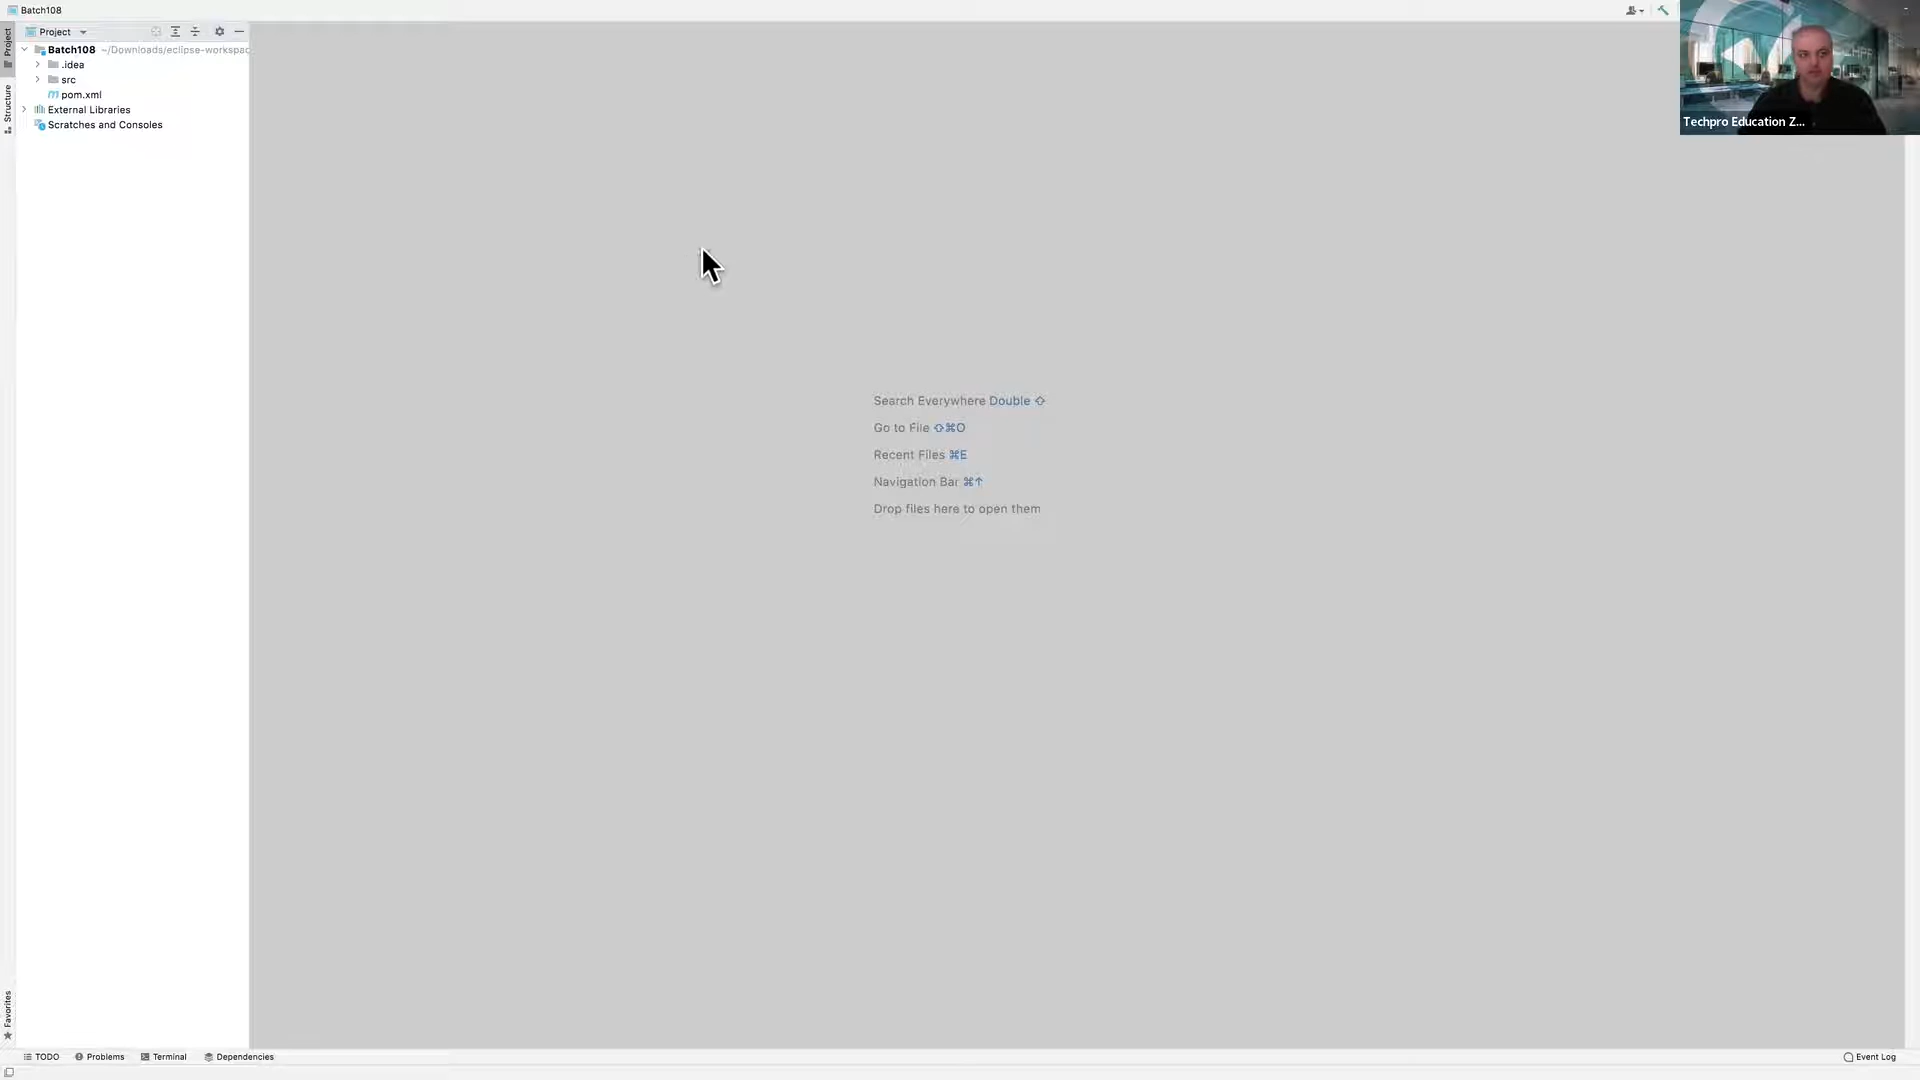 Batch108
Project
Batch108 ~/Downloads/eclipse-workspac
.idea
src
pom.xml
External Libraries
Scratches and Consoles
Project
Structure
Favorites
Search Everywhere Double ⇧
Go to File ⇧⌘O
Recent Files ⌘E
Navigation Bar ⌘↑
Drop files here to open them
Techpro Education Z...
TODO
Problems
Terminal
Dependencies
Event Log